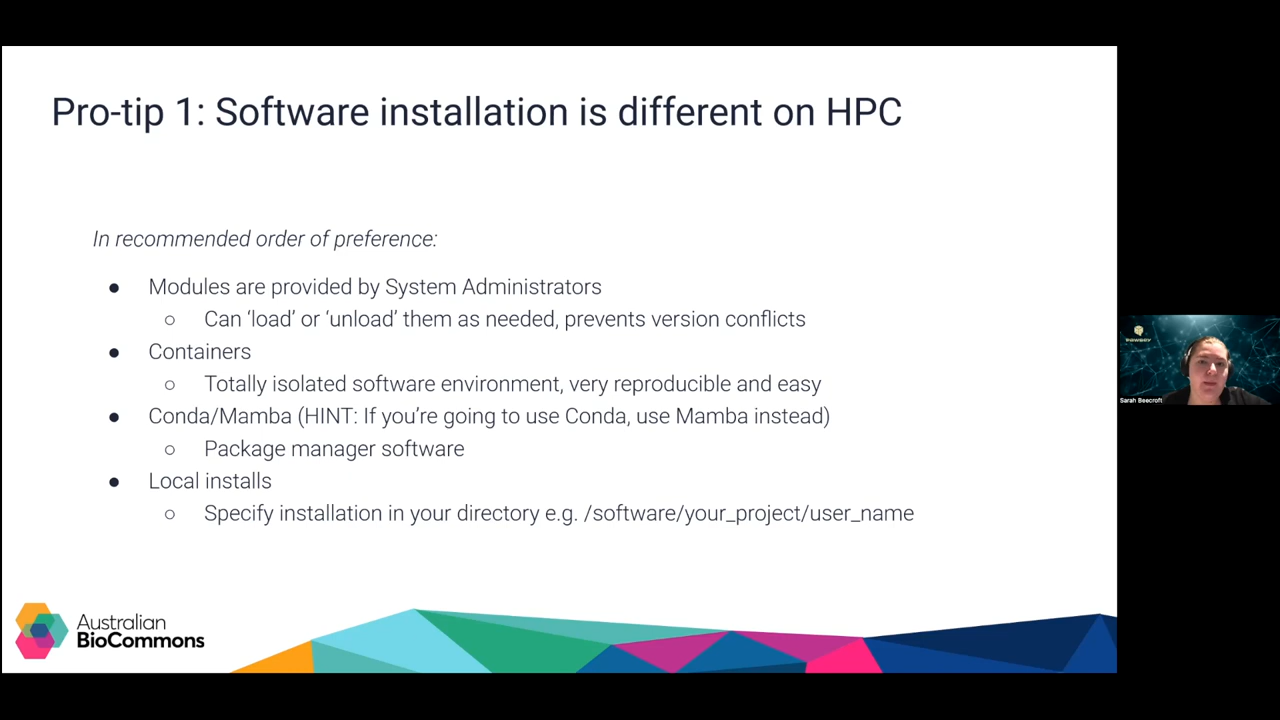 Pro-tip 1: Software installation is different on HPC
In recommended order of preference:
● Modules are provided by System Administrators
○ Can ‘load’ or ‘unload’ them as needed, prevents version conflicts
● Containers
○ Totally isolated software environment, very reproducible and easy
● Conda/Mamba (HINT: If you’re going to use Conda, use Mamba instead)
○ Package manager software
● Local installs
○ Specify installation in your directory e.g. /software/your_project/user_name
PAWSEY
Sarah Beecroft
Australian
BioCommons